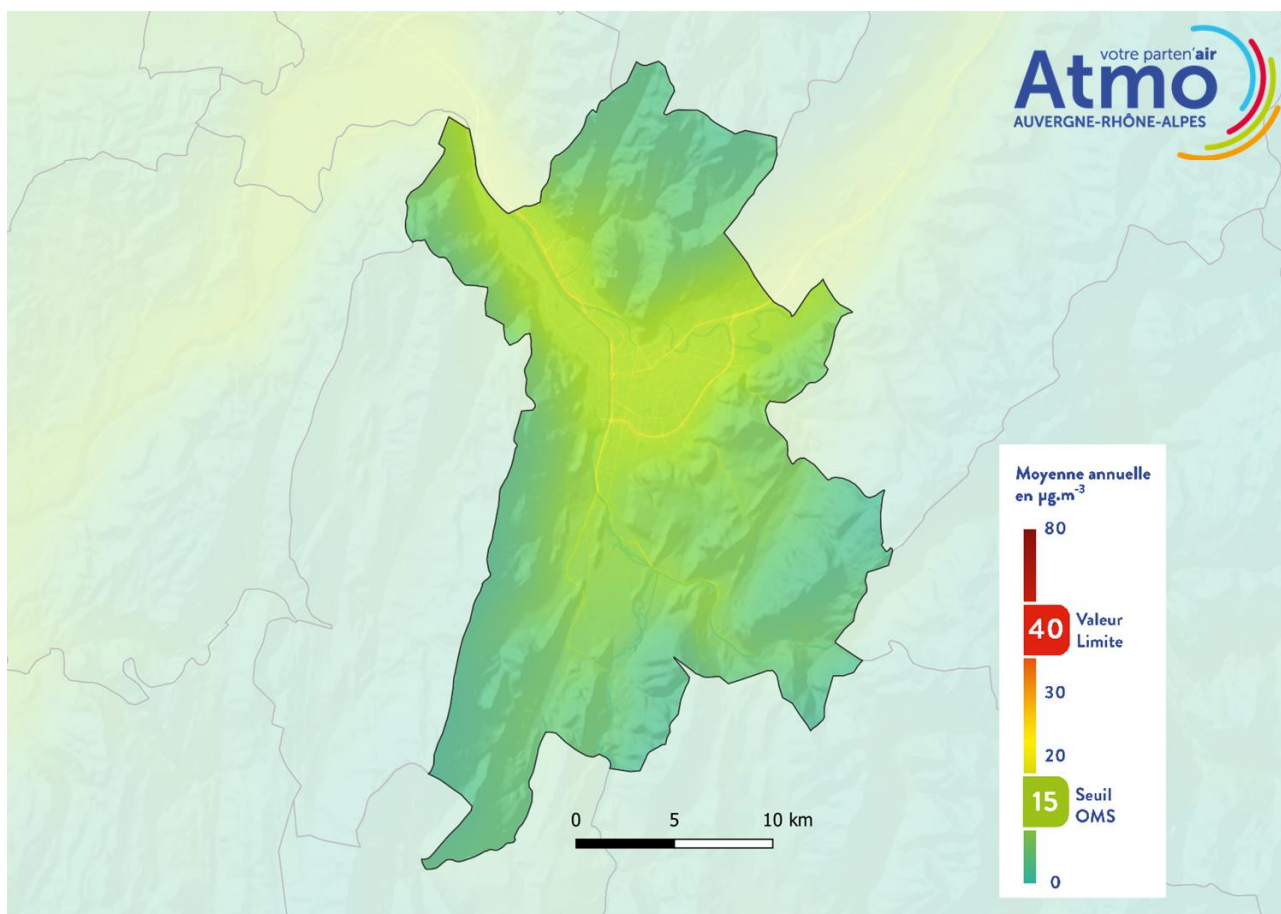 votre parten'air
Atmo
AUVERGNE-RHÔNE-ALPES
Moyenne annuelle
en µg.m⁻³
80
40 Valeur
Limite
30
20
15 Seuil
OMS
0
0 5 10 km